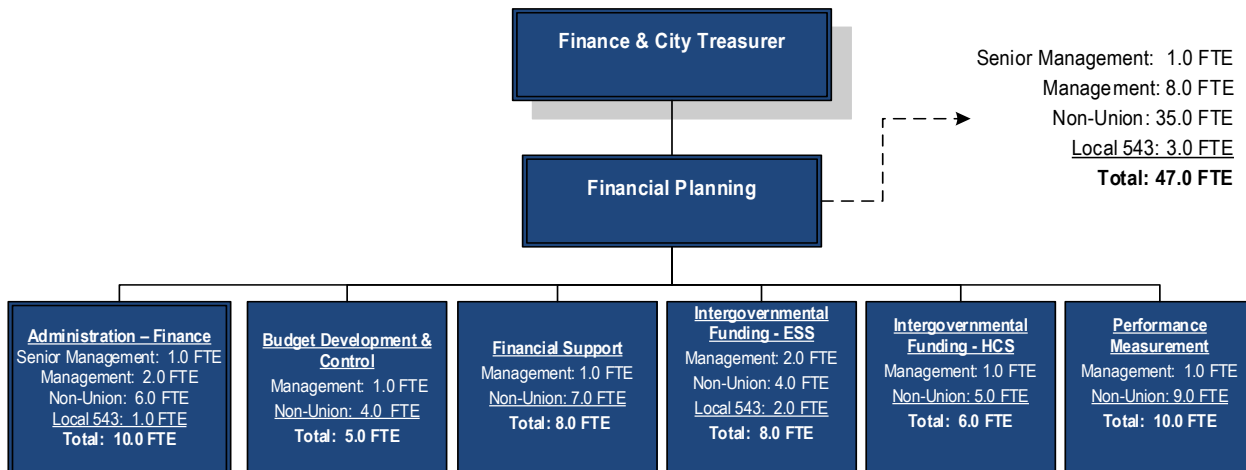 Finance & City Treasurer
Senior Management: 1.0 FTE
Management: 8.0 FTE
Non-Union: 35.0 FTE
Local 543: 3.0 FTE
Total: 47.0 FTE
Financial Planning
Administration – Finance
Senior Management: 1.0 FTE
Management: 2.0 FTE
Non-Union: 6.0 FTE
Local 543: 1.0 FTE
Total: 10.0 FTE
Budget Development &
Control
Management: 1.0 FTE
Non-Union: 4.0 FTE
Total: 5.0 FTE
Financial Support
Management: 1.0 FTE
Non-Union: 7.0 FTE
Total: 8.0 FTE
Intergovernmental
Funding - ESS
Management: 2.0 FTE
Non-Union: 4.0 FTE
Local 543: 2.0 FTE
Total: 8.0 FTE
Intergovernmental
Funding - HCS
Management: 1.0 FTE
Non-Union: 5.0 FTE
Total: 6.0 FTE
Performance
Measurement
Management: 1.0 FTE
Non-Union: 9.0 FTE
Total: 10.0 FTE